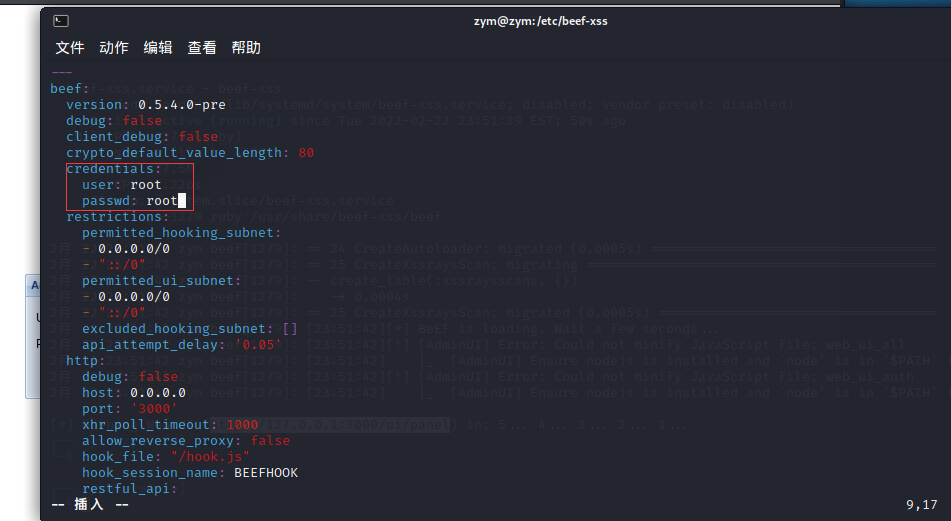 zym@zym:/etc/beef-xss
文件 动作 编辑 查看 帮助
---
beef:
version: 0.5.4.0-pre
debug: false
client_debug: false
crypto_default_value_length: 80
credentials:
user: root
passwd: root
restrictions:
permitted_hooking_subnet:
- 0.0.0.0/0
- "::/0"
permitted_ui_subnet:
- 0.0.0.0/0
- "::/0"
excluded_hooking_subnet: []
api_attempt_delay: '0.05'
http:
debug: false
host: 0.0.0.0
port: '3000'
xhr_poll_timeout: 1000
allow_reverse_proxy: false
hook_file: "/hook.js"
hook_session_name: BEEFHOOK
restful_api:
-- 插入 -- 9,17